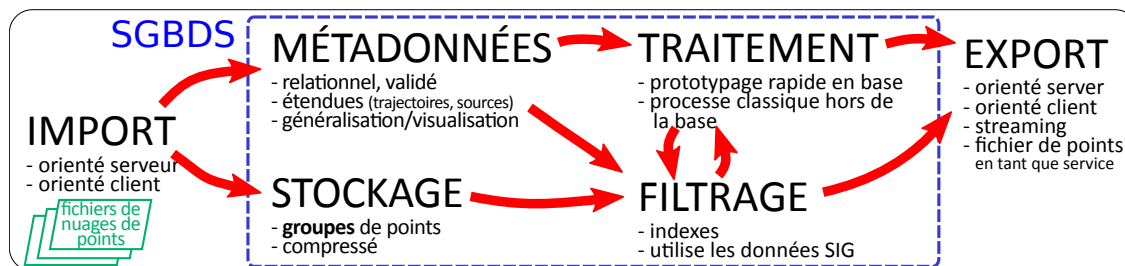 SGBDS
IMPORT
- orienté serveur
- orienté client
fichiers de
nuages de
points
MÉTADONNÉES
- relationnel, validé
- étendues (trajectoires, sources)
- généralisation/visualisation
STOCKAGE
- groupes de points
- compressé
TRAITEMENT
- prototypage rapide en base
- processe classique hors de
la base
FILTRAGE
- indexes
- utilise les données SIG
EXPORT
- orienté server
- orienté client
- streaming
- fichier de points
en tant que service